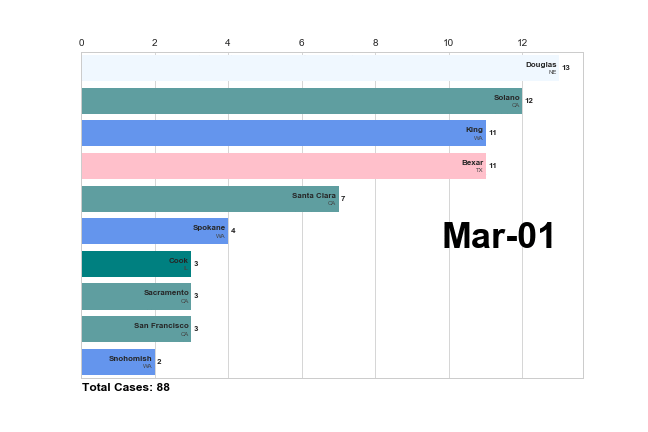 0 2 4 6 8 10 12
Douglas 13
NE
Solano 12
CA
King 11
WA
Bexar 11
TX
Santa Clara 7
CA
Spokane 4
WA
Mar-01
Cook 3
Sacramento 3
CA
San Francisco 3
CA
Snohomish 2
WA
Total Cases: 88